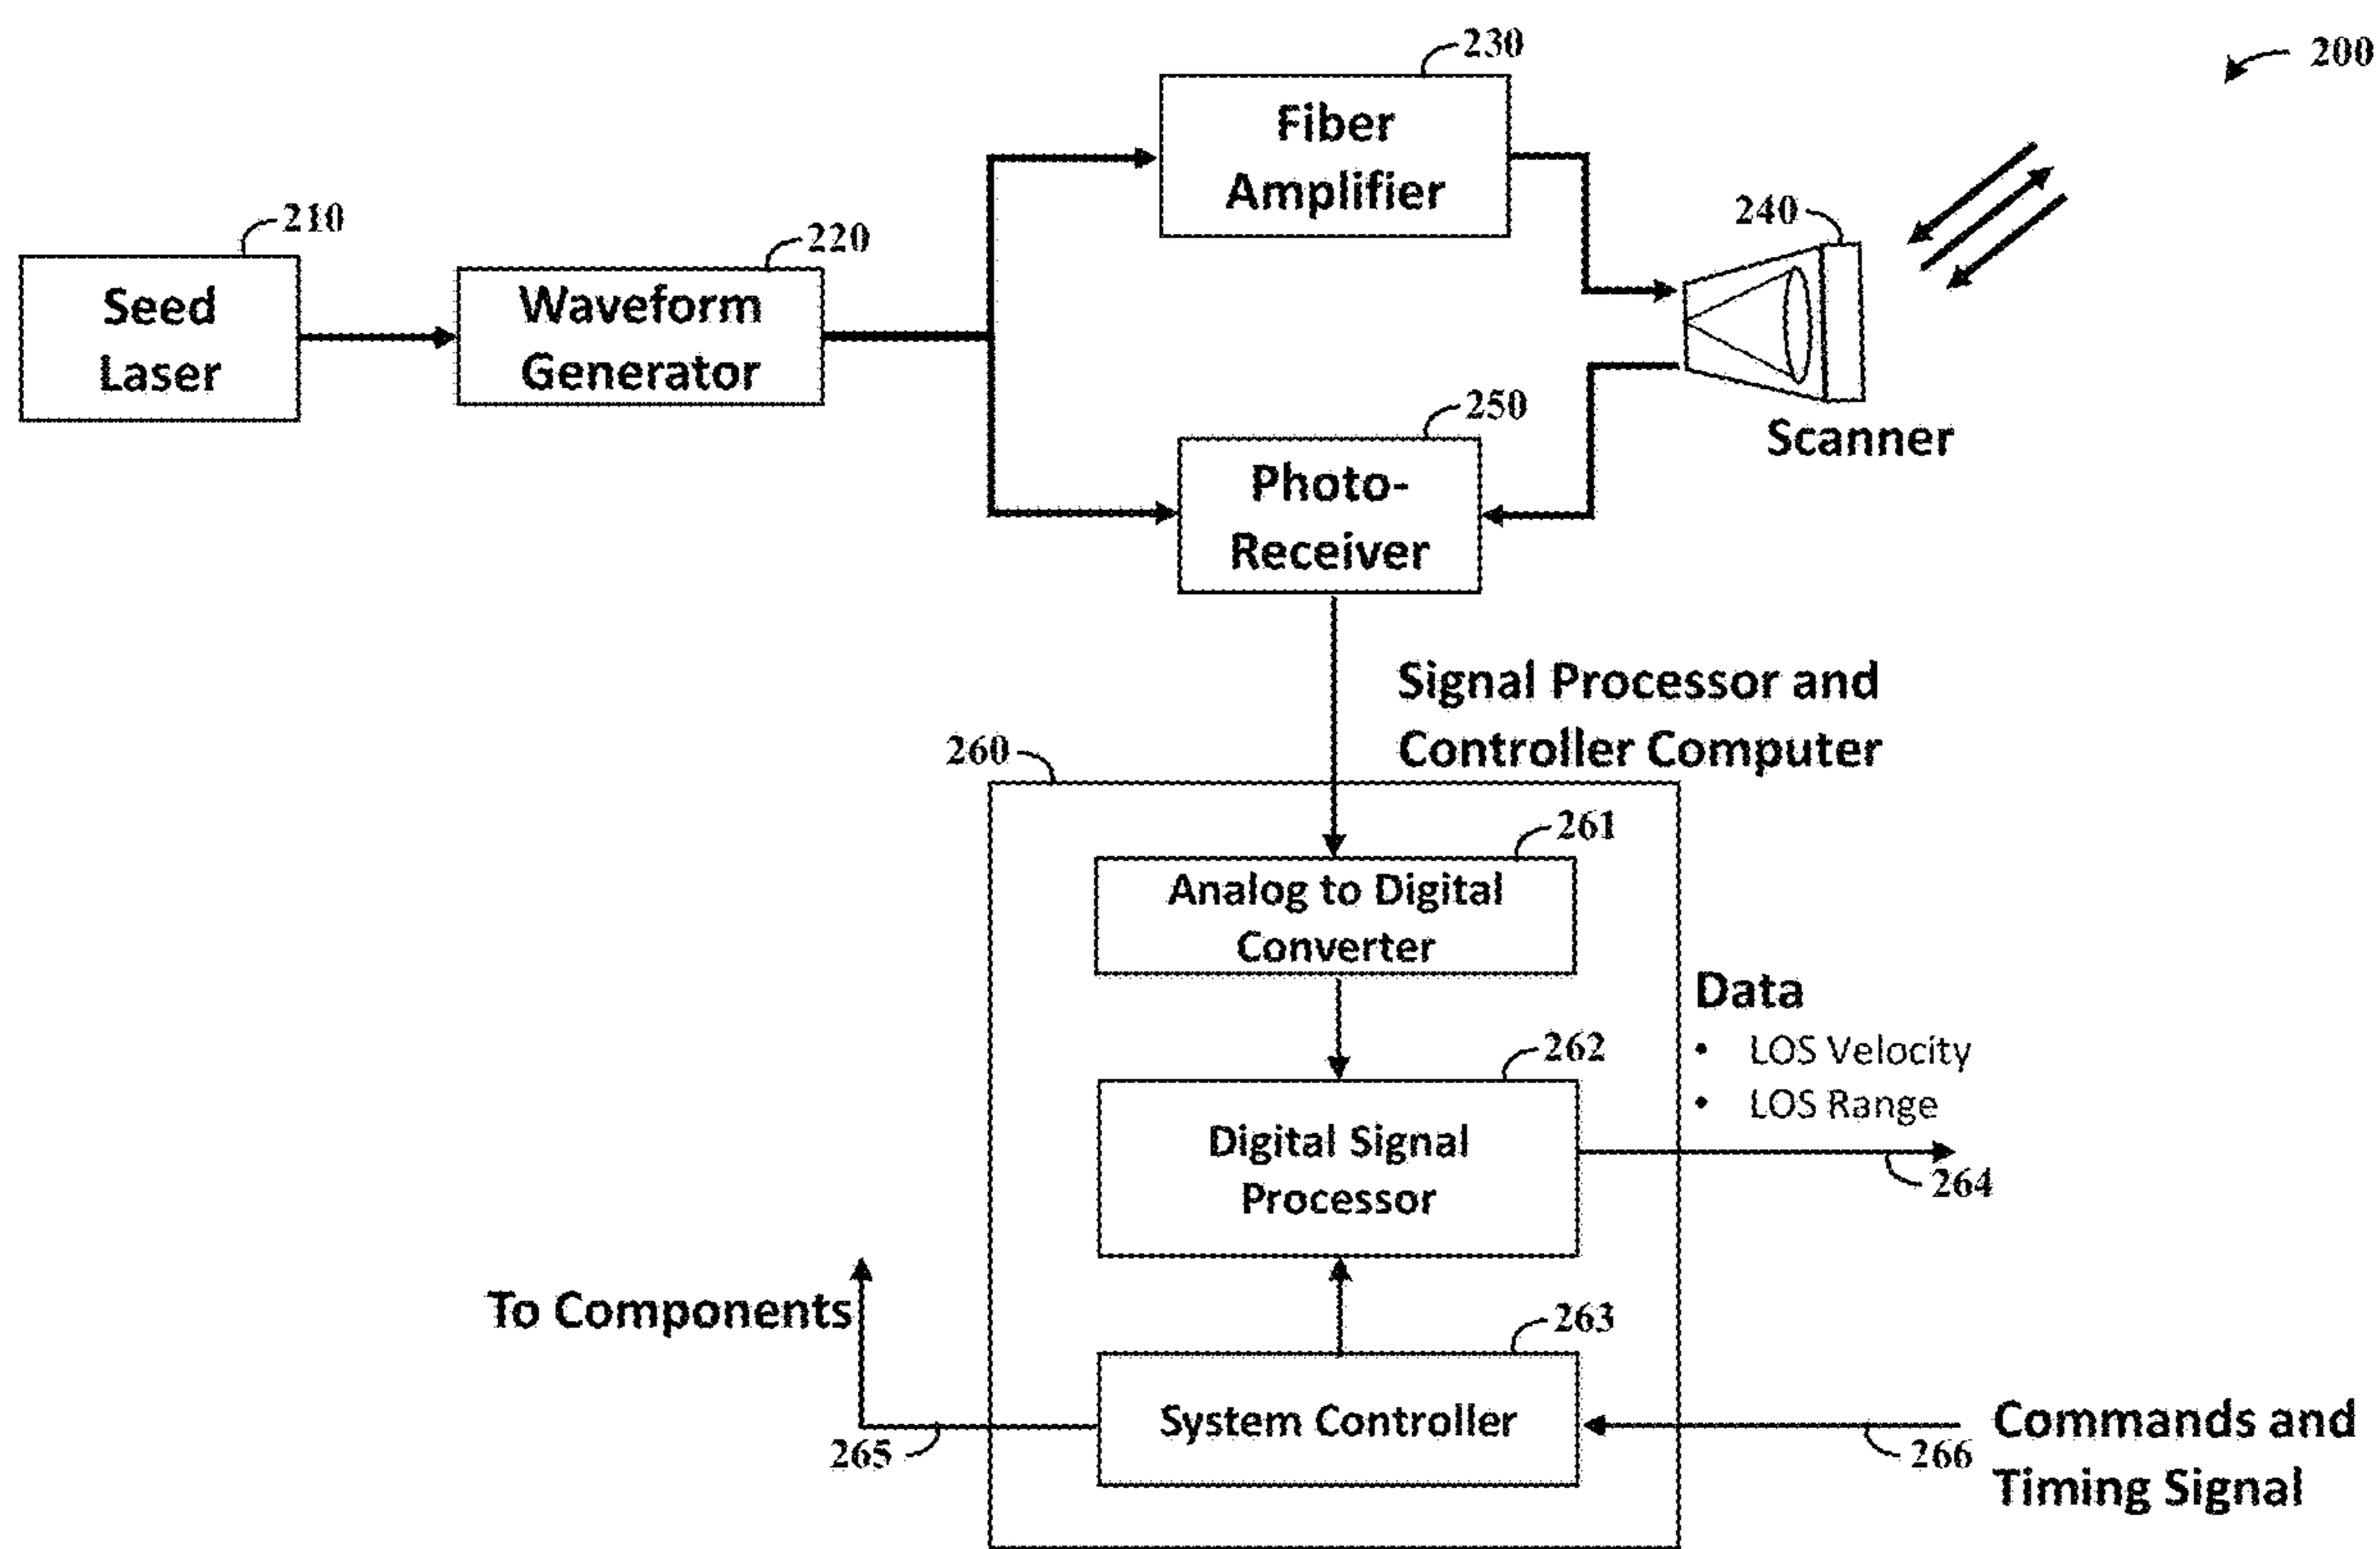 230
200
Fiber
Amplifier
210
220
240
Seed
Laser
Waveform
Generator
250
Scanner
Photo-
Receiver
Signal Processor and
Controller Computer
260
261
Analog to Digital
Converter
Data
• LOS Velocity
• LOS Range
262
Digital Signal
Processor
264
To Components
263
System Controller
265
266
Commands and
Timing Signal